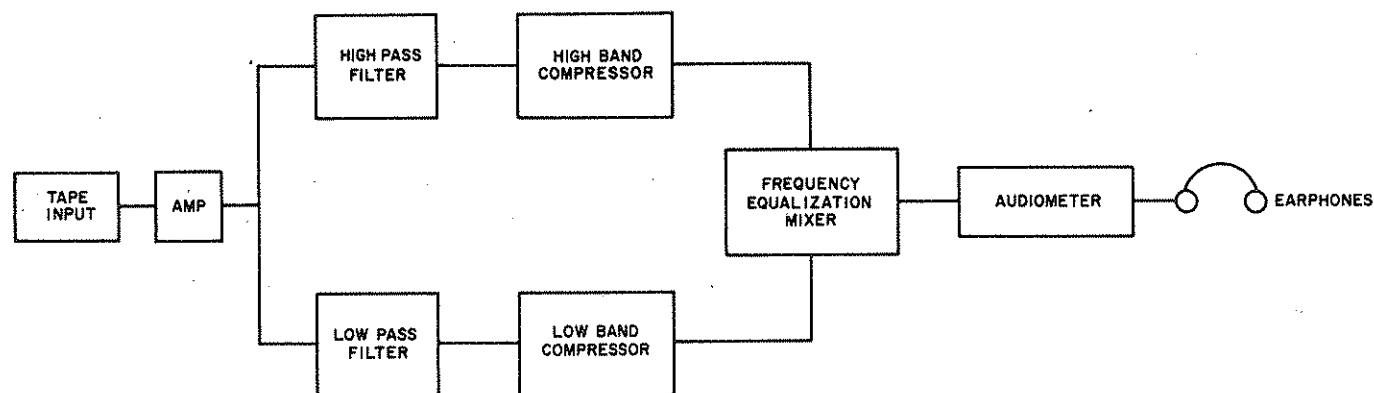 HIGH PASS
FILTER
HIGH BAND
COMPRESSOR
TAPE
INPUT
AMP
FREQUENCY
EQUALIZATION
MIXER
AUDIOMETER
EARPHONES
LOW PASS
FILTER
LOW BAND
COMPRESSOR